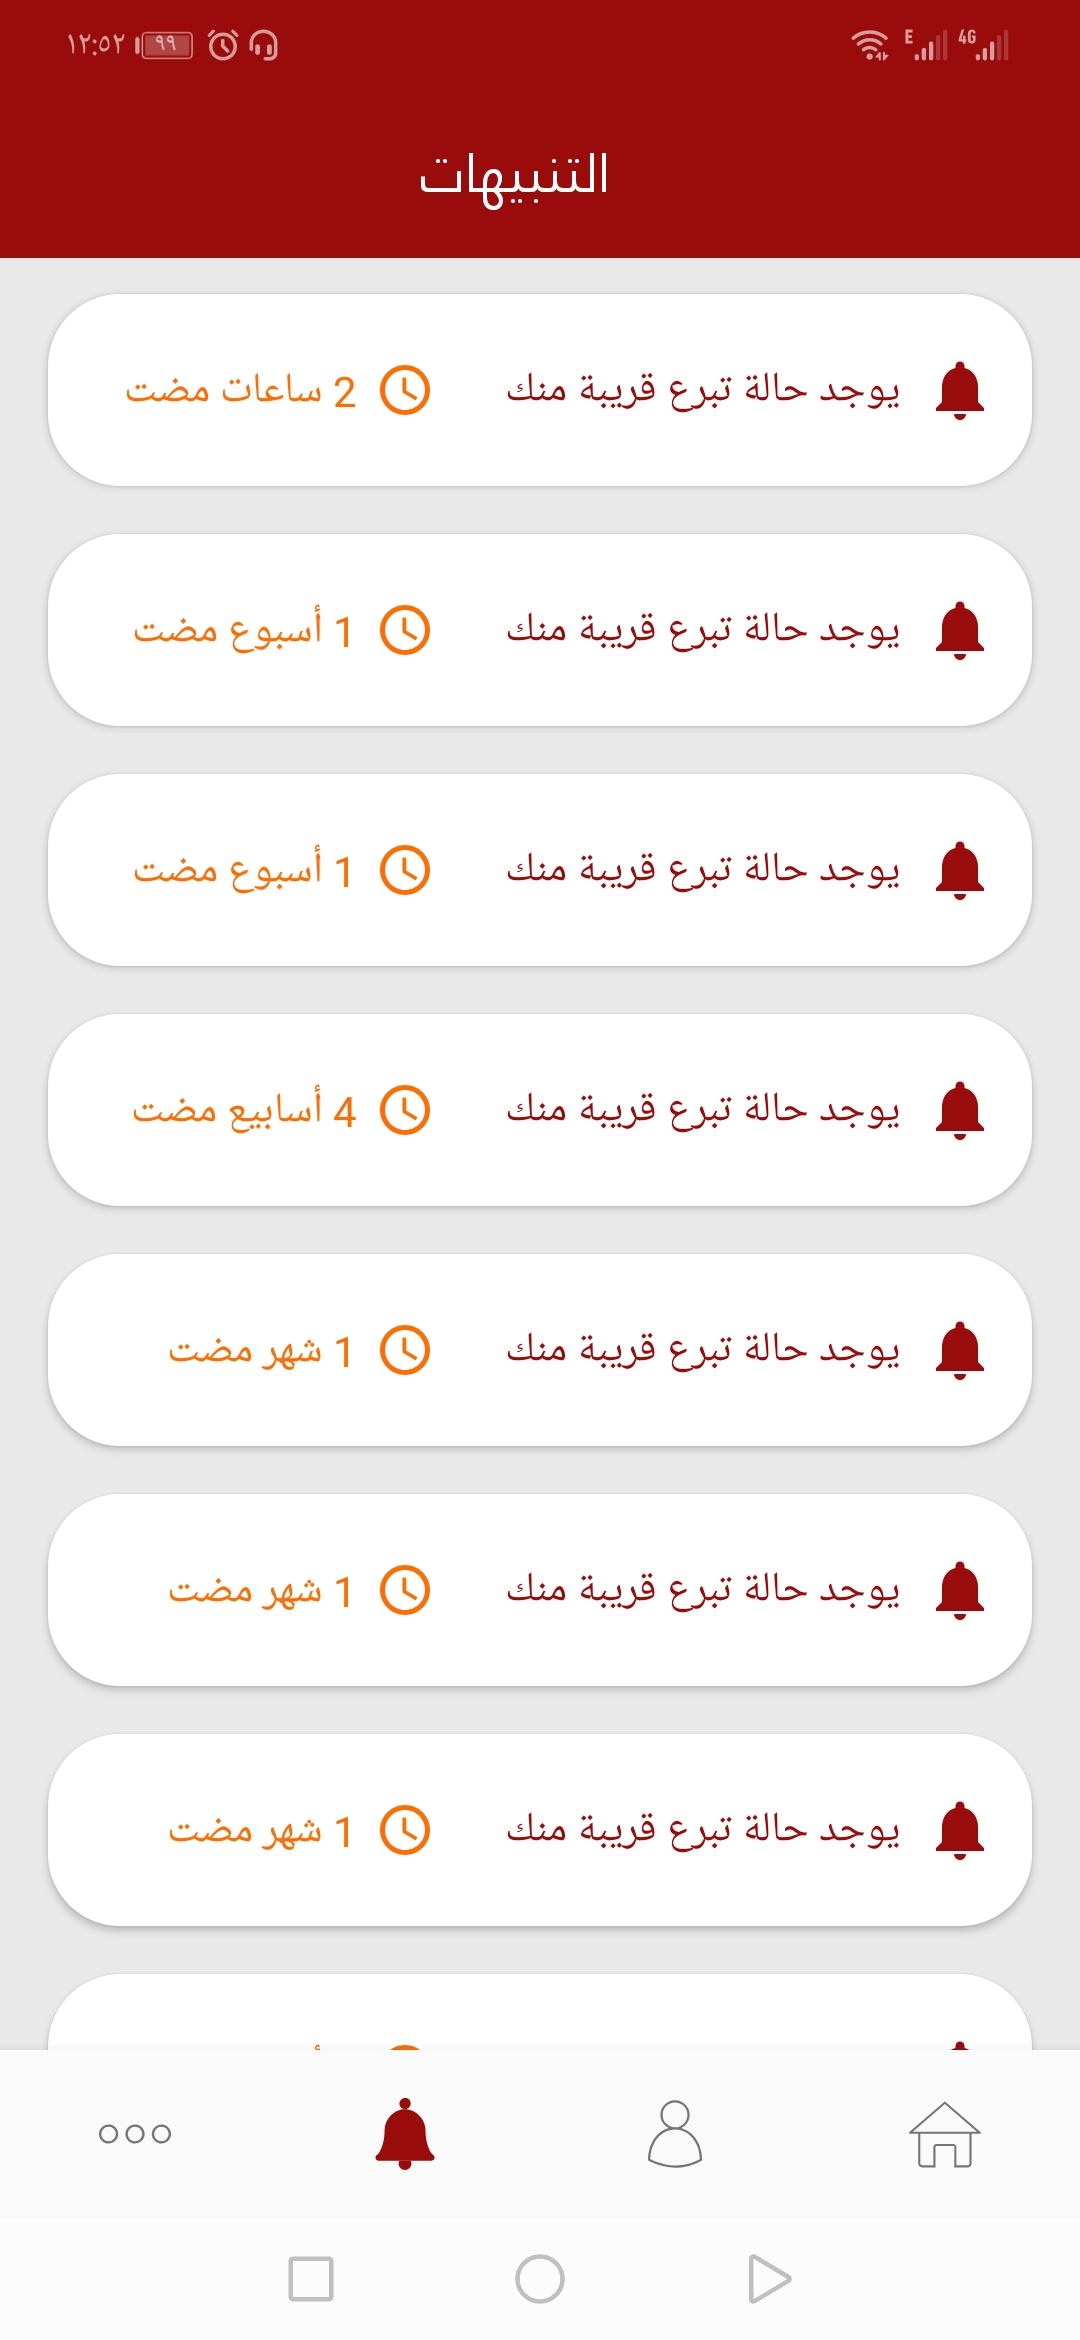 ١٢:٥٢ ٩٩ E 4G
التنبيهات
يوجد حالة تبرع قريبة منك 2 ساعات مضت
يوجد حالة تبرع قريبة منك 1 أسبوع مضت
يوجد حالة تبرع قريبة منك 1 أسبوع مضت
يوجد حالة تبرع قريبة منك 4 أسابيع مضت
يوجد حالة تبرع قريبة منك 1 شهر مضت
يوجد حالة تبرع قريبة منك 1 شهر مضت
يوجد حالة تبرع قريبة منك 1 شهر مضت